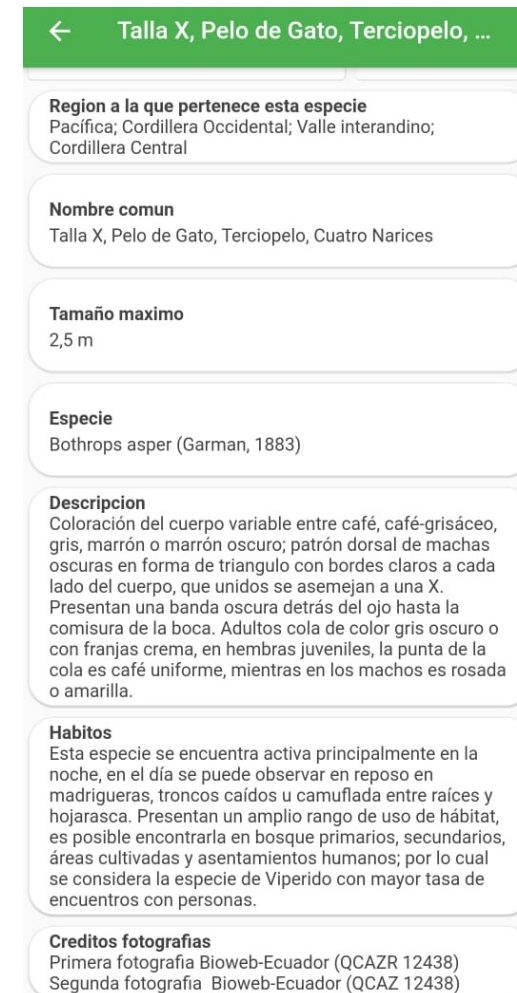 Talla X, Pelo de Gato, Terciopelo, ...
Region a la que pertenece esta especie
Pacífica; Cordillera Occidental; Valle interandino;
Cordillera Central
Nombre comun
Talla X, Pelo de Gato, Terciopelo, Cuatro Narices
Tamaño maximo
2,5 m
Especie
Bothrops asper (Garman, 1883)
Descripcion
Coloración del cuerpo variable entre café, café-grisáceo,
gris, marrón o marrón oscuro; patrón dorsal de machas
oscuras en forma de triangulo con bordes claros a cada
lado del cuerpo, que unidos se asemejan a una X.
Presentan una banda oscura detrás del ojo hasta la
comisura de la boca. Adultos cola de color gris oscuro o
con franjas crema, en hembras juveniles, la punta de la
cola es café uniforme, mientras en los machos es rosada
o amarilla.
Habitos
Esta especie se encuentra activa principalmente en la
noche, en el día se puede observar en reposo en
madrigueras, troncos caídos u camuflada entre raíces y
hojarasca. Presentan un amplio rango de uso de hábitat,
es posible encontrarla en bosque primarios, secundarios,
áreas cultivadas y asentamientos humanos; por lo cual
se considera la especie de Viperido con mayor tasa de
encuentros con personas.
Creditos fotografias
Primera fotografia Bioweb-Ecuador (QCAZR 12438)
Segunda fotografia  Bioweb-Ecuador (QCAZ 12438)